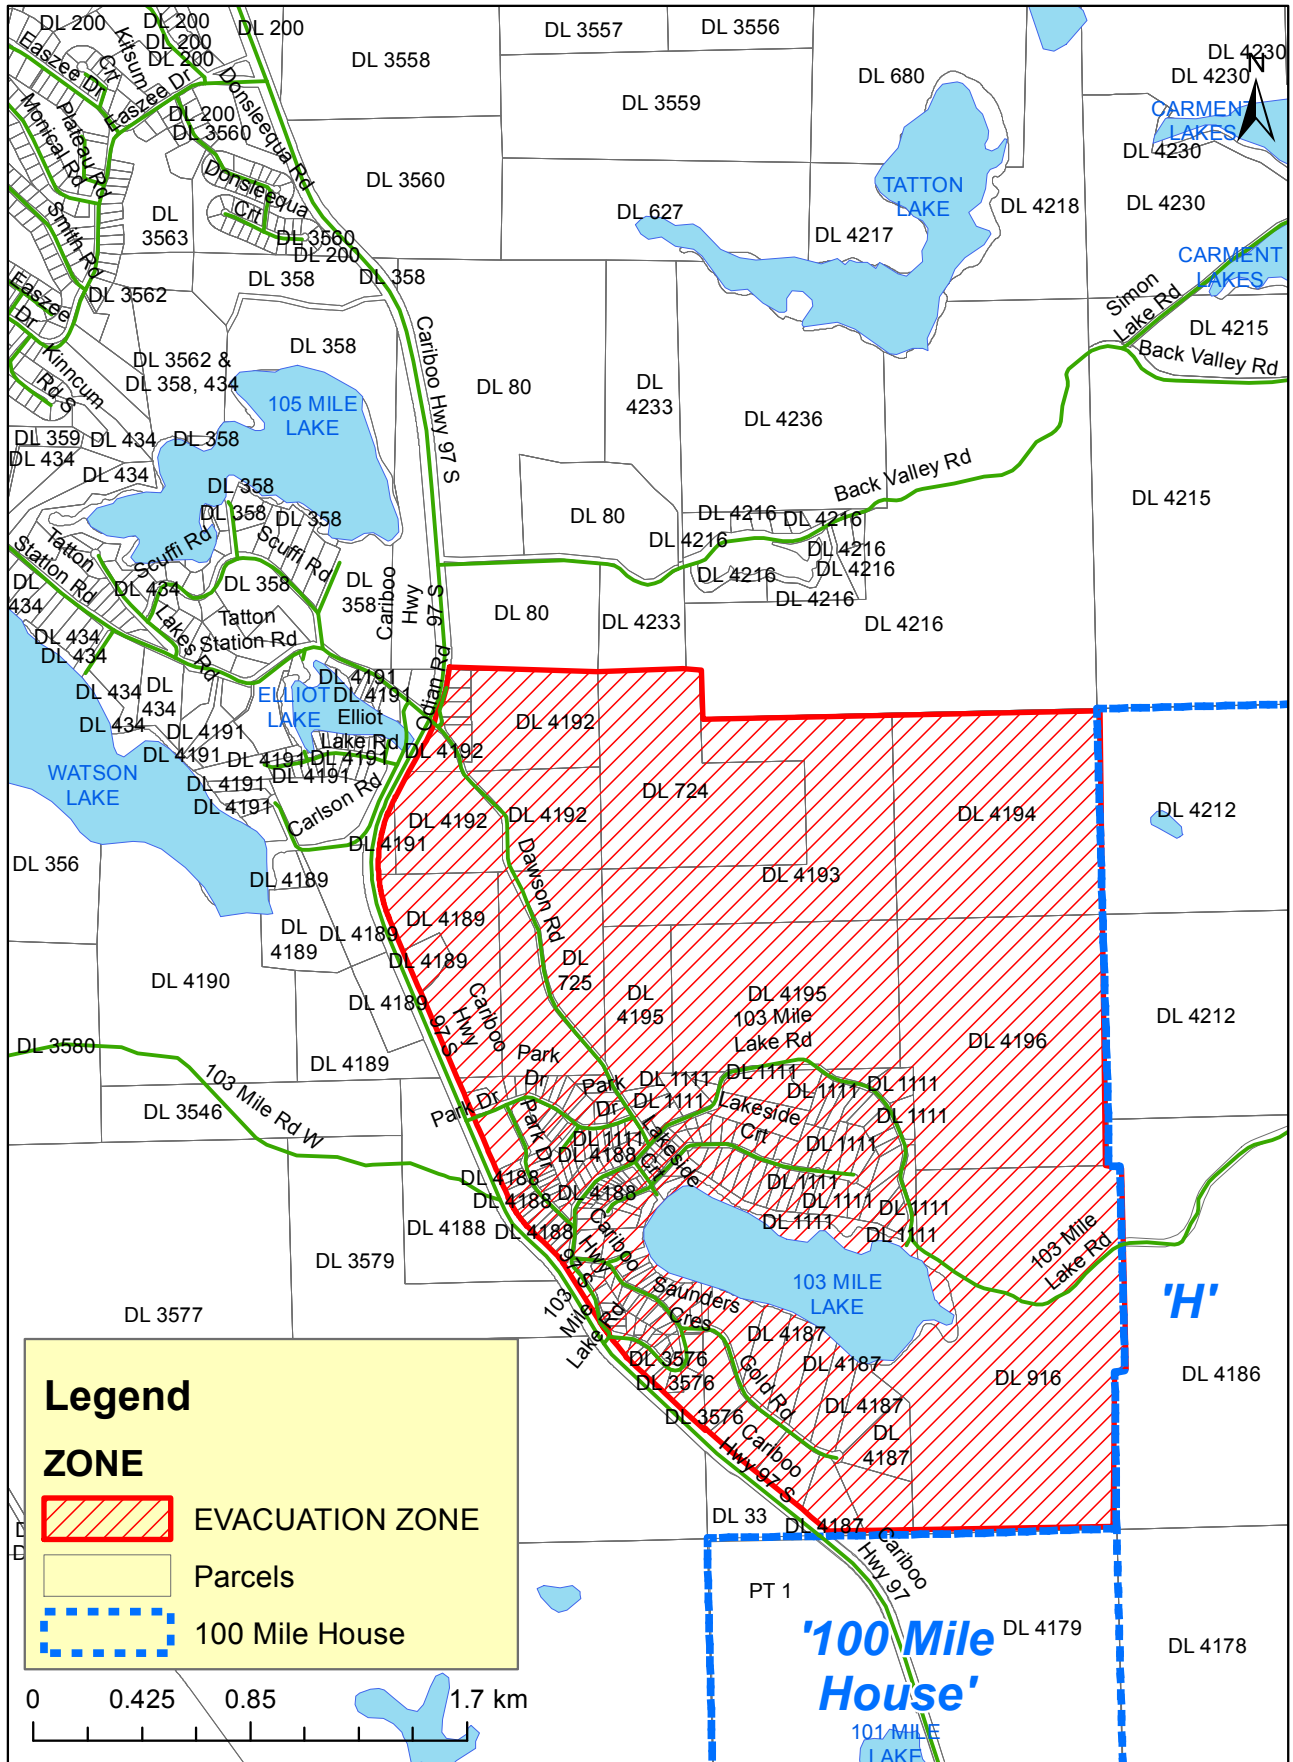 DL 200
DL 200
DL 200
DL 200
DL 200
Kitsum
Crt
Easzee Dr
Easzee Dr
DL 3558
DL 3557
DL 3556
DL 3559
DL 680
DL 4230
DL 4230
N
CARMENT
LAKES
DL 4230
DL 4230
CARMENT
LAKES
Monical Rd
Plateau Rd
DL 200
DL 3560
Donsleequa Rd
Donsleequa
Crt
DL 3560
DL 3560
DL 200
DL
3563
Smith Rd
DL 627
TATTON
LAKE
DL 4217
DL 4218
DL 358
DL 358
DL 3562
Easzee
Dr
Simon
Lake Rd
DL 4215
Back Valley Rd
DL 358
DL 3562 &
DL 358, 434
Kinncum
Rd S
Cariboo Hwy 97 S
DL 80
DL
4233
DL 4236
105 MILE
LAKE
DL 359
DL 434
DL 358
DL 434
DL 434
DL 358
DL 358
DL 358
Back Valley Rd
DL 4215
DL 80
DL 4216
DL 4216
DL 4216
DL 4216
DL 4216
DL 4216
DL 4216
DL 4216
Tatton
Station Rd
Scuffi Rd
Scuffi Rd
DL 434
DL 358
DL
358
DL
434
Cariboo
Hwy
97 S
DL 80
DL 4233
Tatton
Station Rd
Lakes Rd
DL 434
DL 434
DL 434
DL
434
DL 434
ELLIOT
LAKE
DL 4191
DL 4191
Elliot
Lake Rd
Odian Rd
DL 4191
DL 4191
DL 4191
DL 4191
DL 4191
DL 4191
DL 4191
DL 4192
DL 4192
WATSON
LAKE
Carlson Rd
DL 4191
DL 4192
DL 4192
DL 724
DL 4194
DL 4212
DL 356
DL 4189
Dawson Rd
DL 4193
DL
4189
DL 4189
DL 4189
DL 4189
DL 4190
DL 4189
Cariboo
Hwy
97 S
DL
725
DL
4195
DL 4195
103 Mile
Lake Rd
DL 4196
DL 4212
DL 3580
DL 4189
103 Mile Rd W
DL 3546
Park
Dr
Park Dr
Park
Dr
Park
Dr
DL 1111
DL 1111
DL 1111
DL 1111
DL 1111
DL 1111
Lakeside
Crt
Lakeside
Crt
DL 1111
DL 4188
DL 1111
DL 4188
DL 4188
DL 4188
DL 4188
DL 4188
DL 1111
DL 1111
DL 1111
DL 1111
DL 1111
DL 3579
Cariboo
Hwy
97 S
103
Mile
Lake Rd
Saunders
Cres
103 MILE
LAKE
103 Mile
Lake Rd
'H'
DL 3577
DL 3576
DL 3576
DL 3576
Gold Rd
DL 4187
DL 4187
DL 4187
DL
4187
DL 916
DL 4186
Cariboo
Hwy 97 S
DL 33
DL 4187
Cariboo
Hwy 97
PT 1
'100 Mile
House'
DL 4179
DL 4178
101 MILE
LAKE
Legend
ZONE
EVACUATION ZONE
Parcels
100 Mile House
0 0.425 0.85 1.7 km